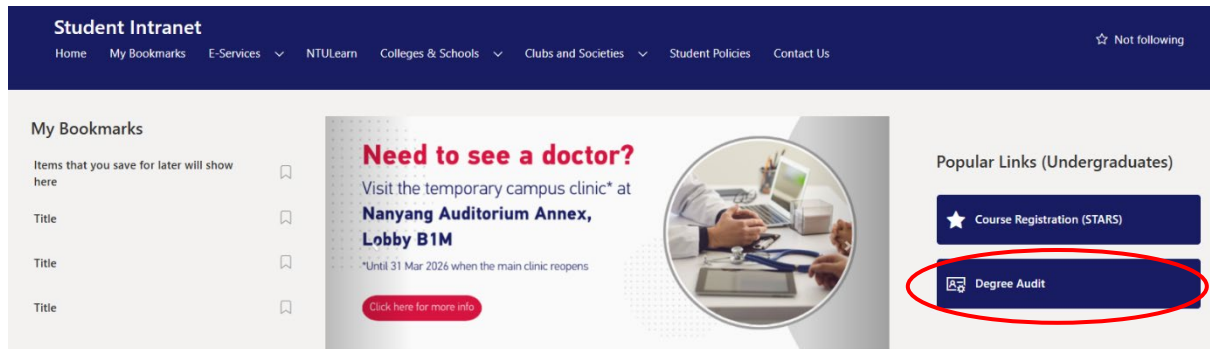 Student Intranet
Home My Bookmarks E-Services NTULearn Colleges & Schools Clubs and Societies Student Policies Contact Us
Not following
My Bookmarks
Items that you save for later will show
here
Title
Title
Title
Need to see a doctor?
Visit the temporary campus clinic* at
Nanyang Auditorium Annex,
Lobby B1M
*Until 31 Mar 2026 when the main clinic reopens
Click here for more info
Popular Links (Undergraduates)
Course Registration (STARS)
Degree Audit